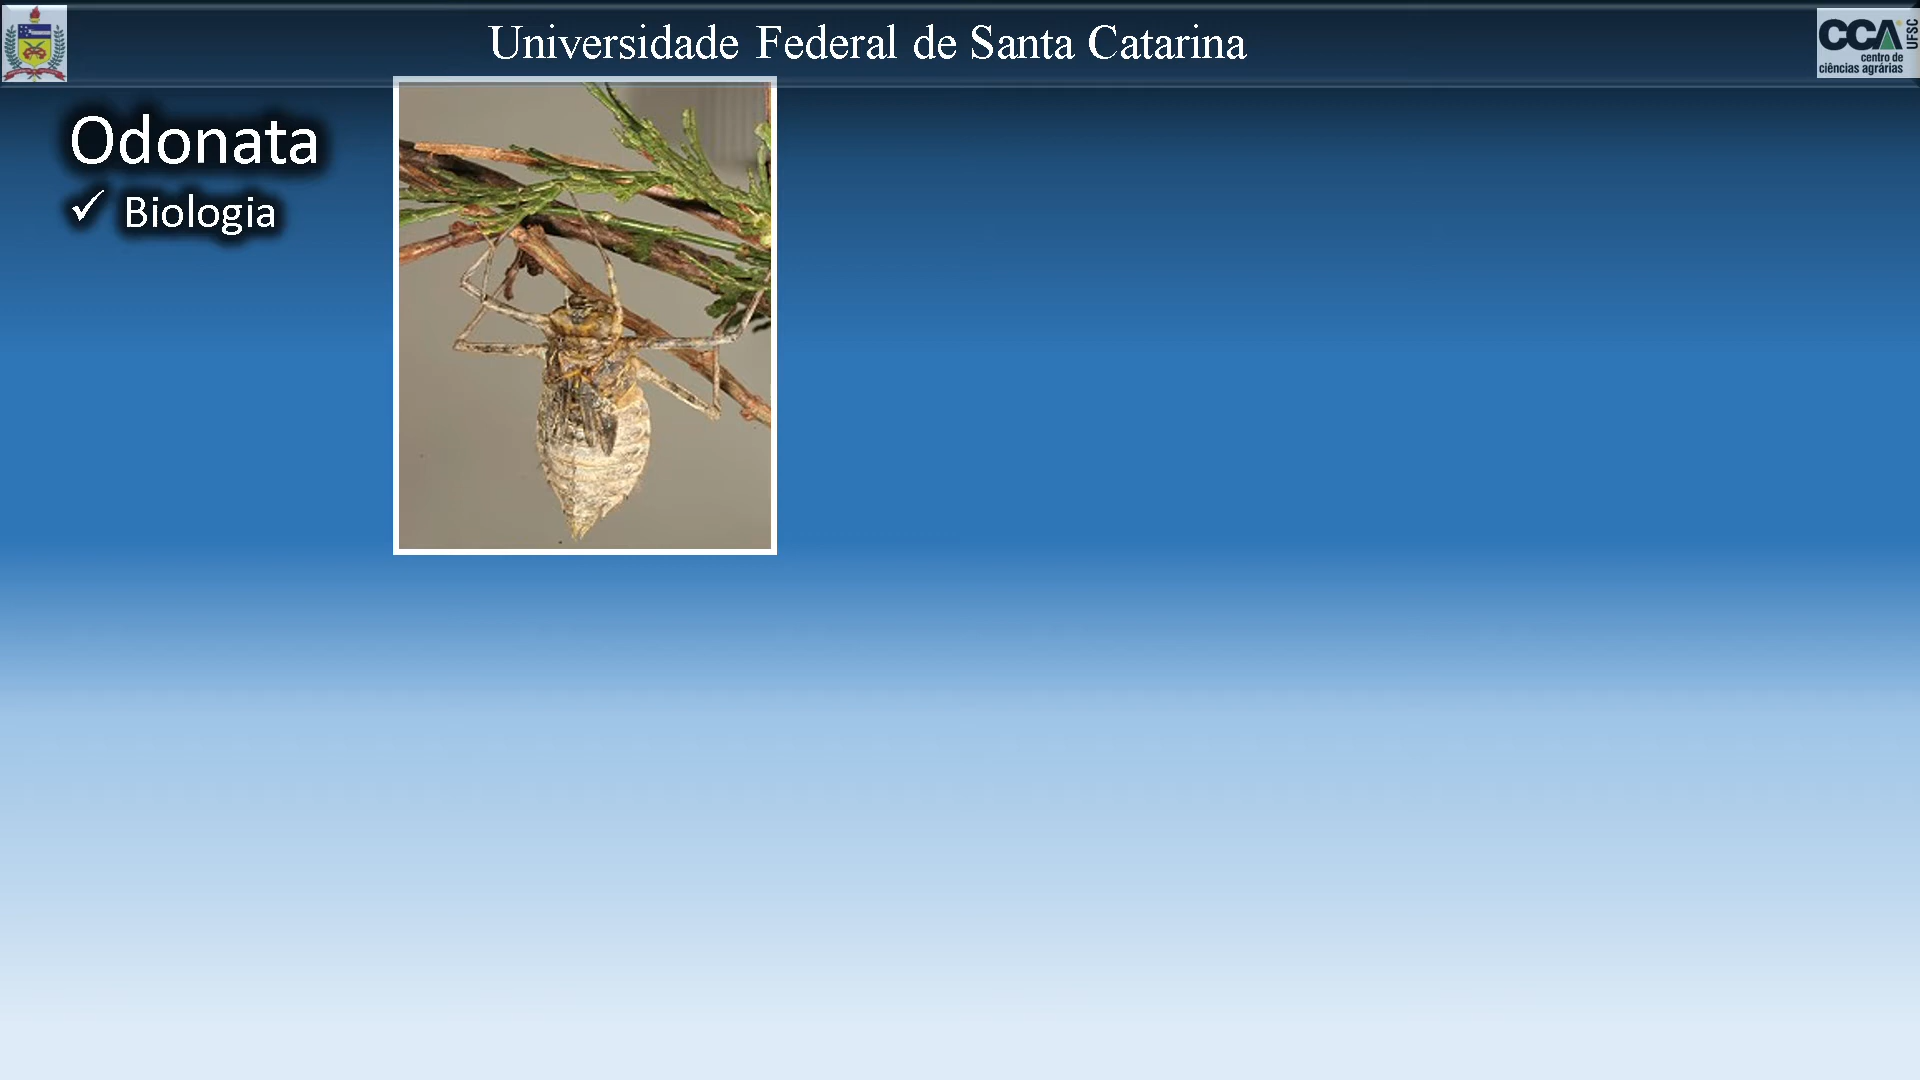 Universidade Federal de Santa Catarina
CCA
UFSC
centro de
ciências agrárias
Odonata
✓ Biologia